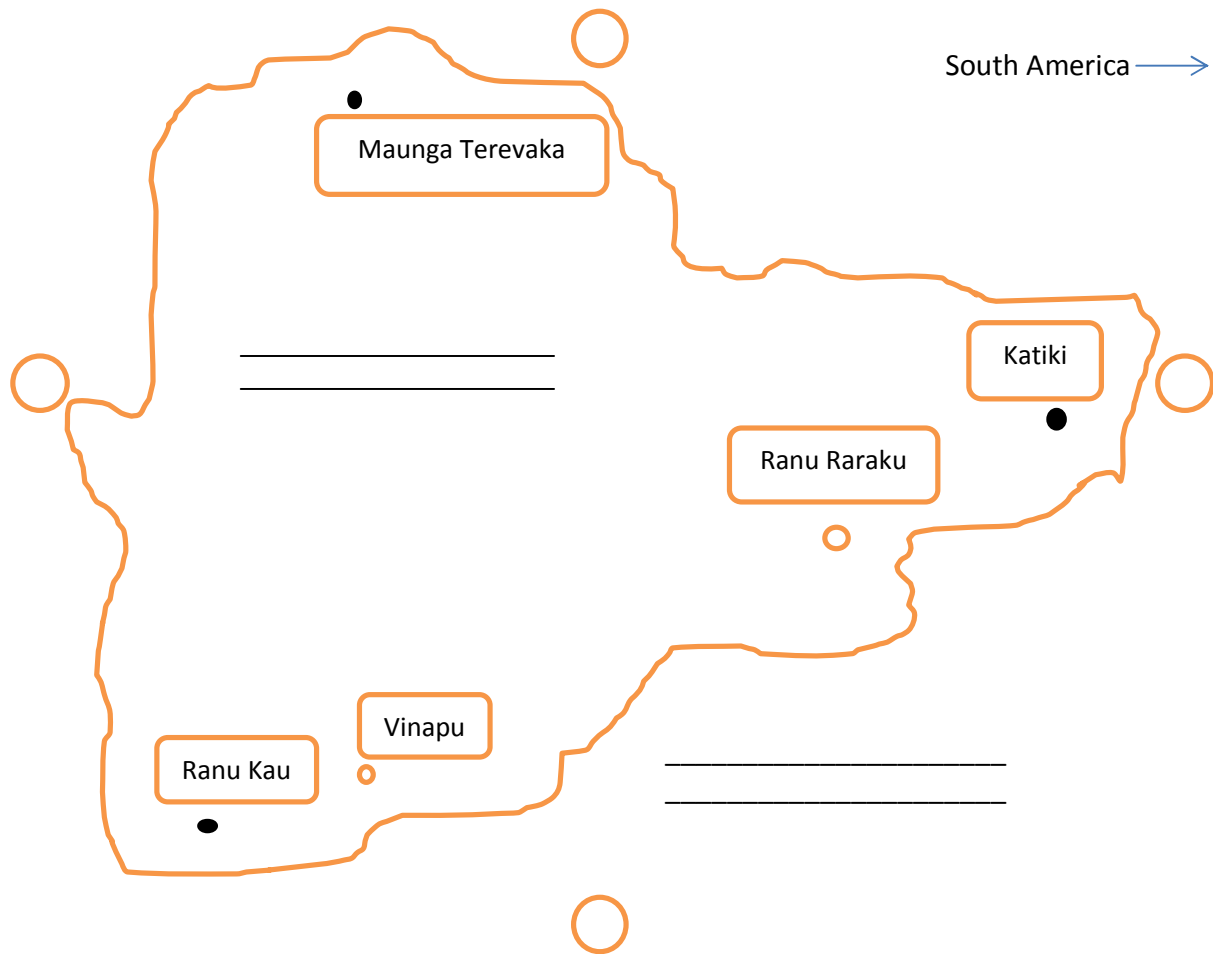 South America
Maunga Terevaka
Katiki
Ranu Raraku
Vinapu
Ranu Kau